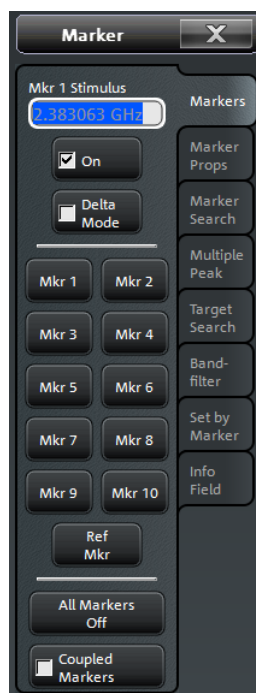 Marker
X
Mkr 1 Stimulus
2.383063 GHz
On
Delta
Mode
Mkr 1
Mkr 2
Mkr 3
Mkr 4
Mkr 5
Mkr 6
Mkr 7
Mkr 8
Mkr 9
Mkr 10
Ref
Mkr
All Markers
Off
Coupled
Markers
Markers
Marker
Props
Marker
Search
Multiple
Peak
Target
Search
Band-
filter
Set by
Marker
Info
Field